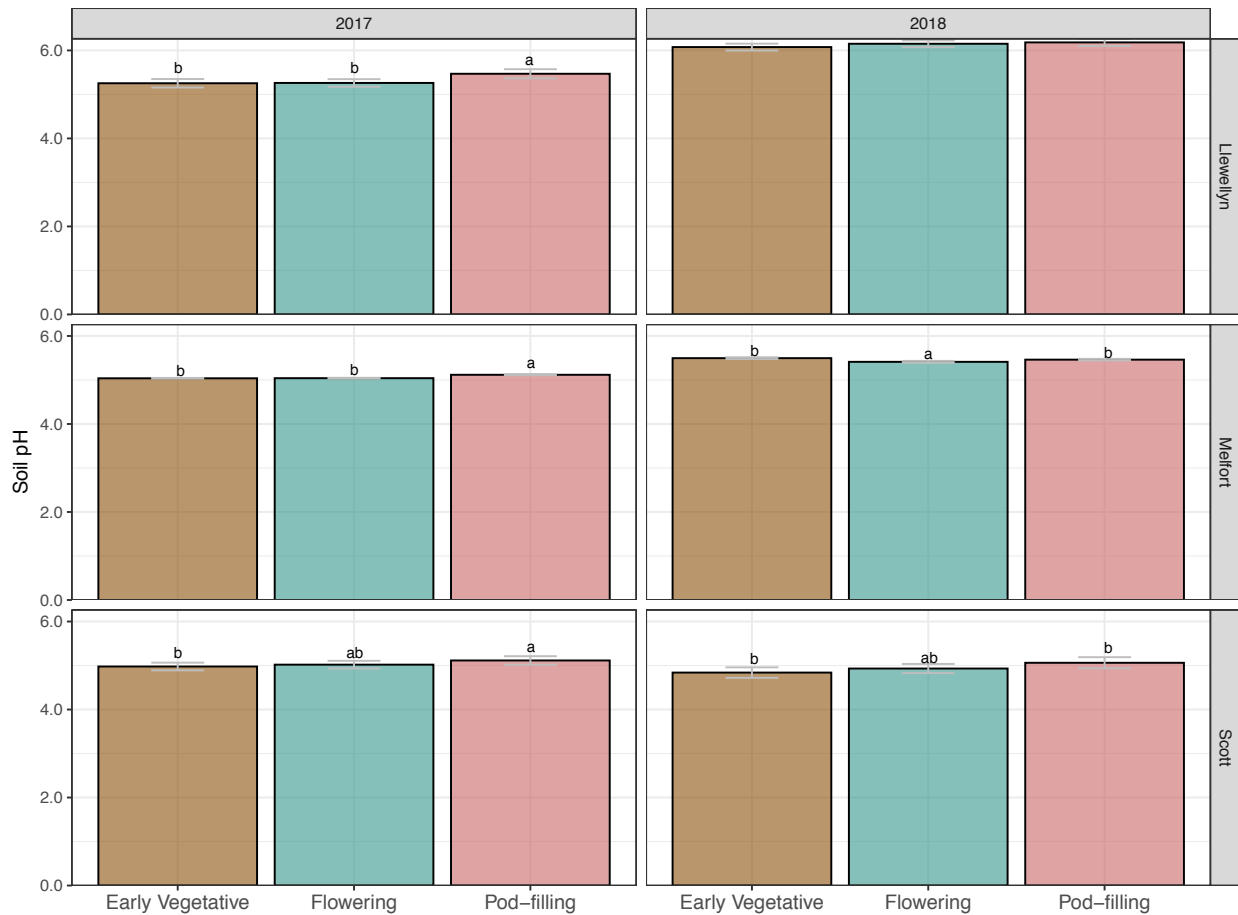 2017
2018
6.0
4.0
2.0
0.0
b
b
a
Llewellyn
Soil pH
6.0
4.0
2.0
0.0
b
b
a
b
a
b
Melfort
6.0
4.0
2.0
0.0
b
ab
a
b
ab
b
Scott
Early Vegetative
Flowering
Pod−filling
Early Vegetative
Flowering
Pod−filling